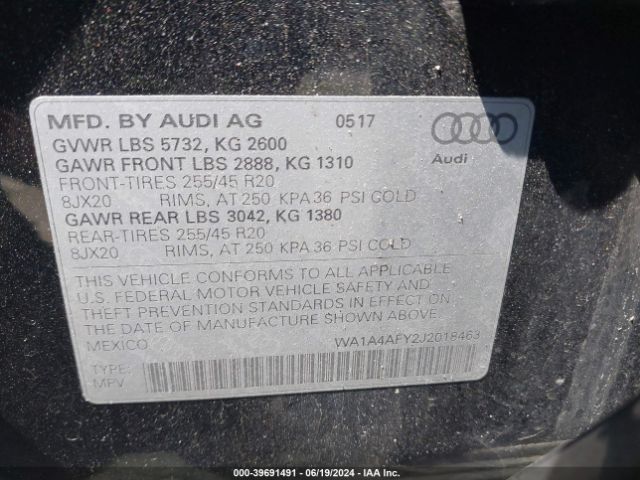 MFD. BY AUDI AG 0517
GVWR LBS 5732, KG 2600
GAWR FRONT LBS 2888, KG 1310
FRONT-TIRES 255/45 R20
8JX20 RIMS, AT 250 KPA 36 PSI COLD
GAWR REAR LBS 3042, KG 1380
REAR-TIRES 255/45 R20
8JX20 RIMS, AT 250 KPA 36 PSI COLD
Audi
THIS VEHICLE CONFORMS TO ALL APPLICABLE
U.S. FEDERAL MOTOR VEHICLE SAFETY AND
THEFT PREVENTION STANDARDS IN EFFECT ON
THE DATE OF MANUFACTURE SHOWN ABOVE.
MEXICO WA1A4AFY2J2018463
TYPE:
MPV
000-39691491 - 06/19/2024 - IAA Inc.